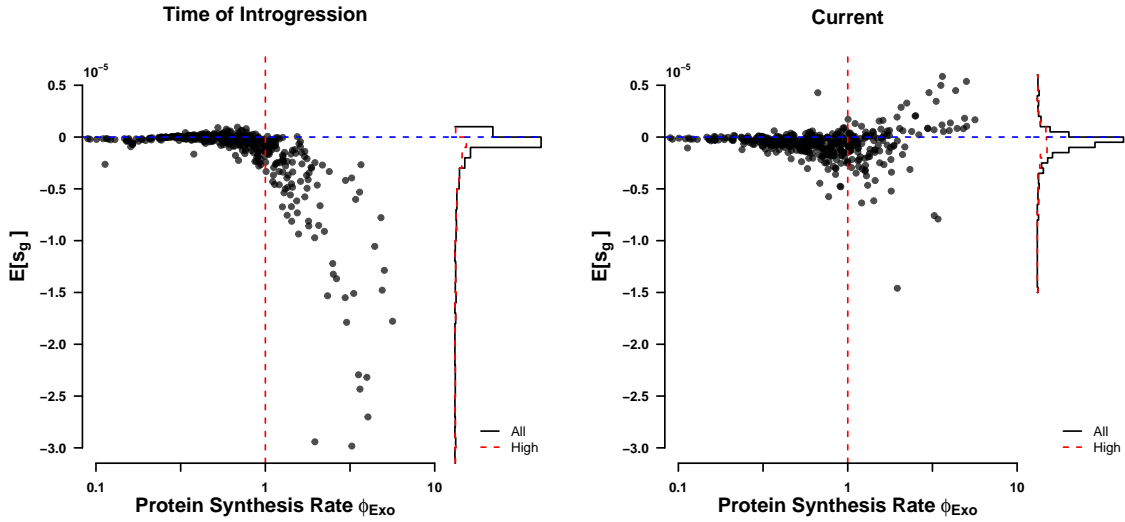 Time of Introgression
10⁻⁵
0.5
0
−0.5
−1.0
−1.5
−2.0
−2.5
−3.0
E[s_g]
0.1
1
10
Protein Synthesis Rate ϕ_Exo
All
High
Current
10⁻⁵
0.5
0
−0.5
−1.0
−1.5
−2.0
−2.5
−3.0
E[s_g]
0.1
1
10
Protein Synthesis Rate ϕ_Exo
All
High